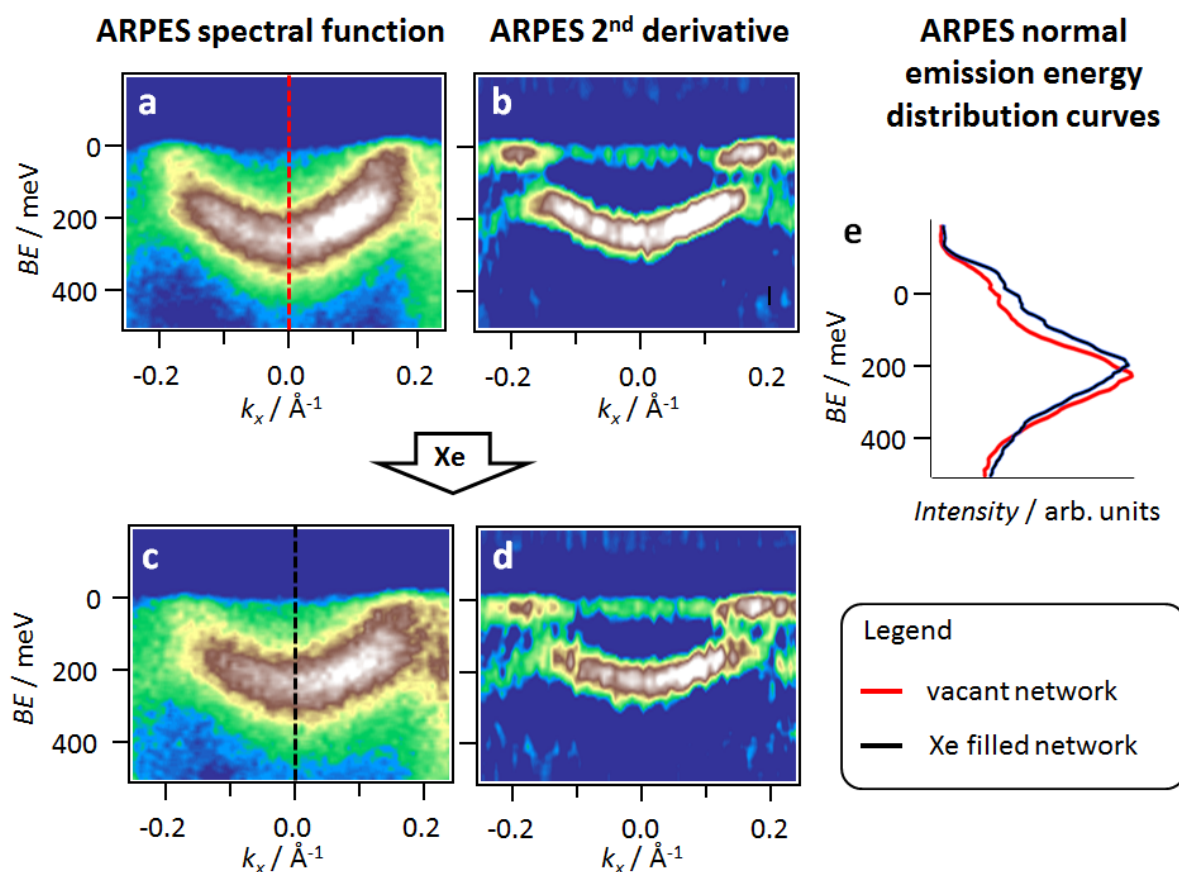 ARPES spectral function
ARPES 2nd derivative
ARPES normal
emission energy
distribution curves
a
BE / meV
0
200
400
-0.2
0.0
0.2
kx / Å-1
b
-0.2
0.0
0.2
kx / Å-1
e
BE / meV
0
200
400
Intensity / arb. units
Xe
c
BE / meV
0
200
400
-0.2
0.0
0.2
kx / Å-1
d
-0.2
0.0
0.2
kx / Å-1
Legend
vacant network
Xe filled network